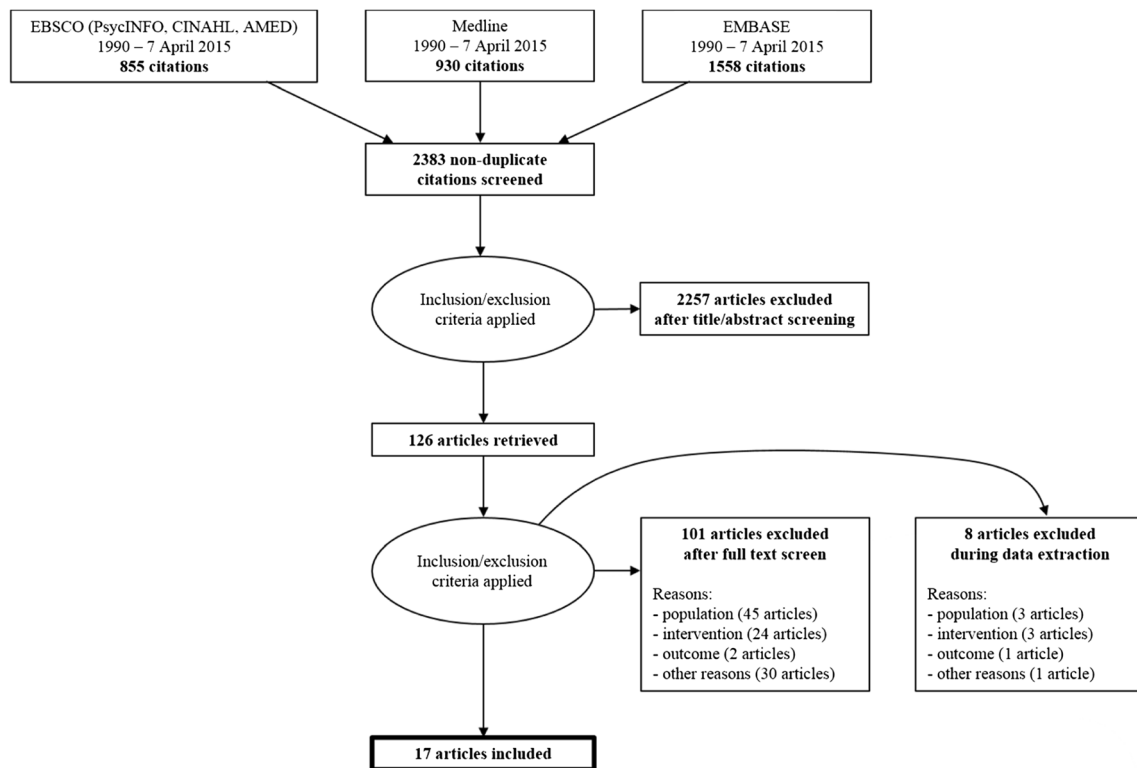 EBSCO (PsycINFO, CINAHL, AMED)
1990 – 7 April 2015
855 citations
Medline
1990 – 7 April 2015
930 citations
EMBASE
1990 – 7 April 2015
1558 citations
2383 non-duplicate
citations screened
Inclusion/exclusion
criteria applied
2257 articles excluded
after title/abstract screening
126 articles retrieved
Inclusion/exclusion
criteria applied
101 articles excluded
after full text screen
Reasons:
- population (45 articles)
- intervention (24 articles)
- outcome (2 articles)
- other reasons (30 articles)
8 articles excluded
during data extraction
Reasons:
- population (3 articles)
- intervention (3 articles)
- outcome (1 article)
- other reasons (1 article)
17 articles included